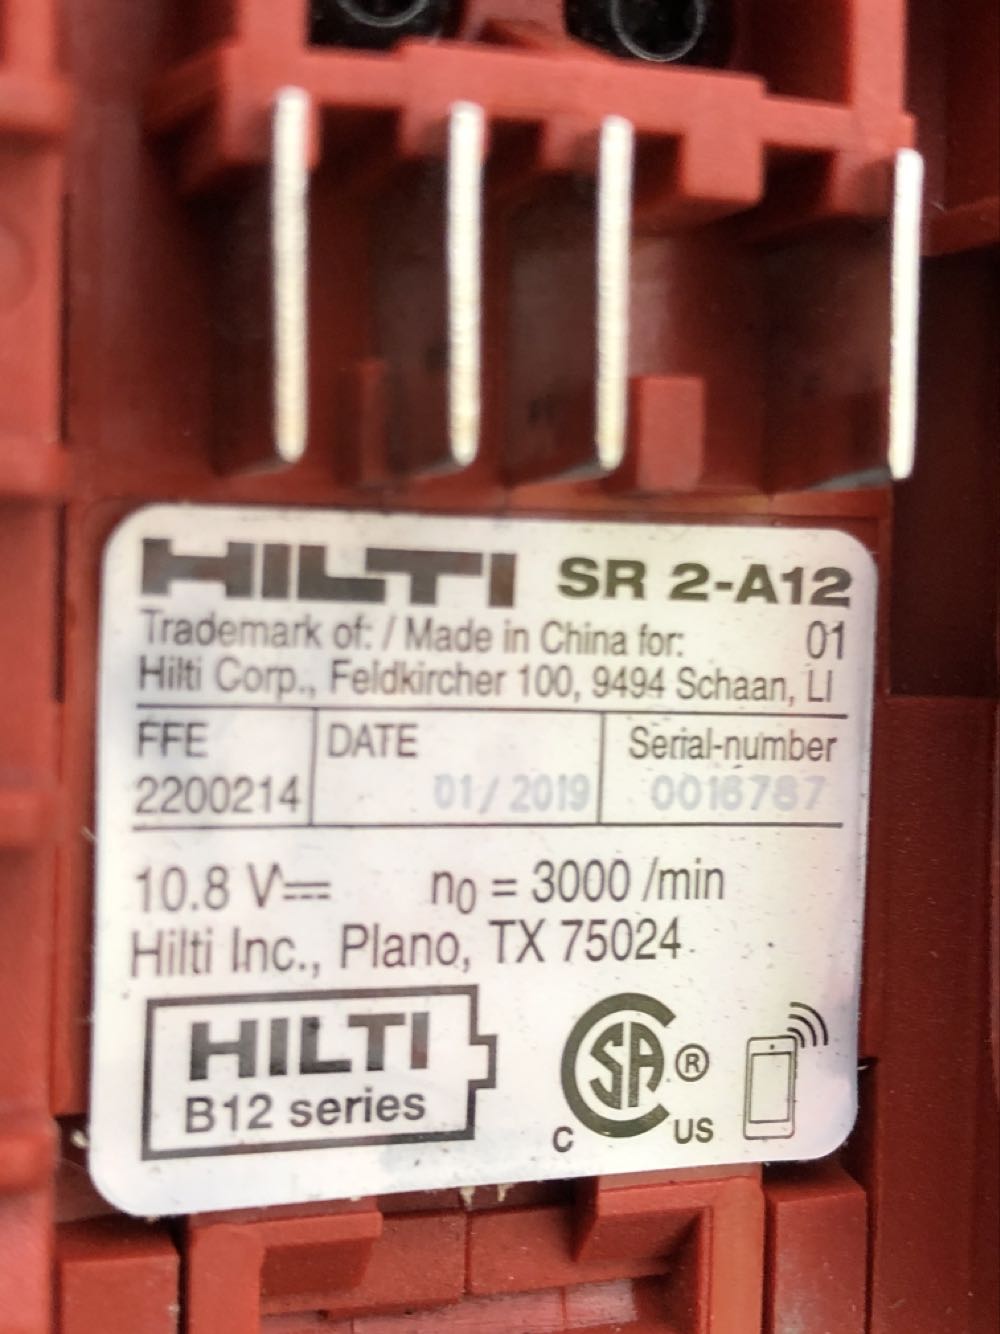 HILTI SR 2-A12
Trademark of: / Made in China for: 01
Hilti Corp., Feldkircher 100, 9494 Schaan, LI
FFE DATE Serial-number
2200214 01/2019 0016787
10.8 V⎓ n₀ = 3000 /min
Hilti Inc., Plano, TX 75024
HILTI
B12 series
CSA ®
C US